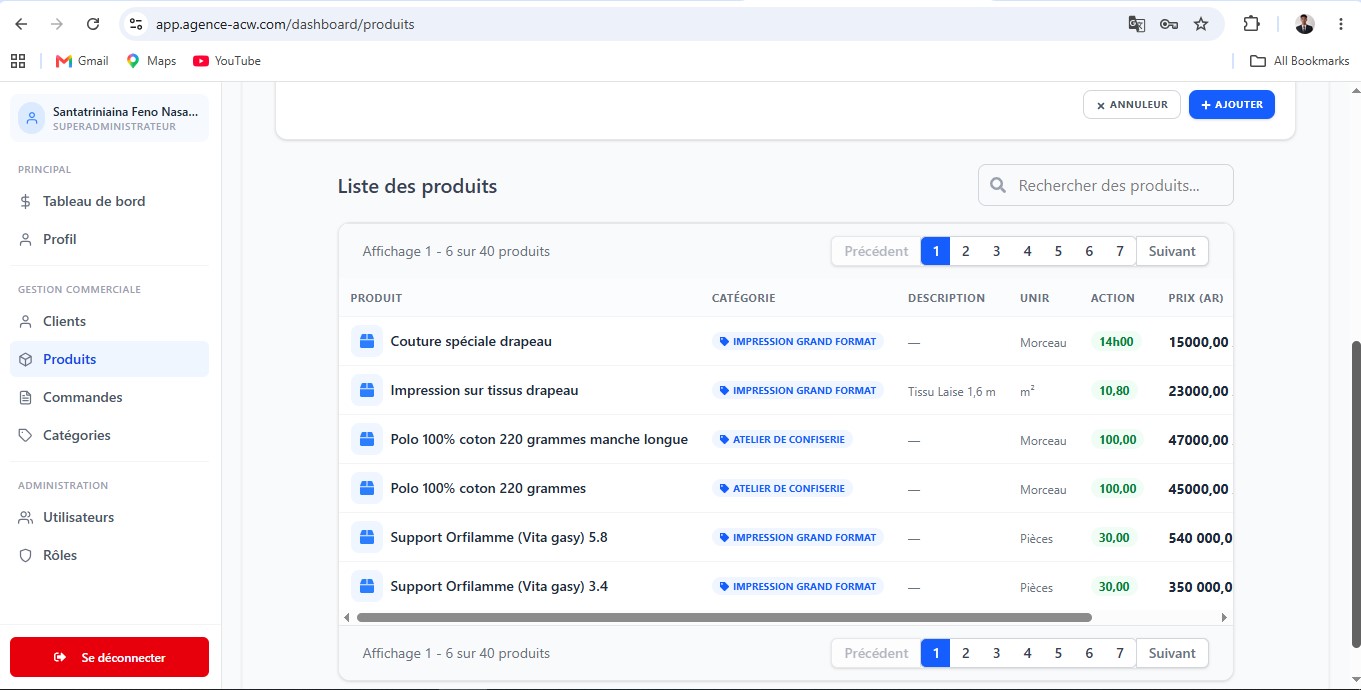 app.agence-acw.com/dashboard/produits
Gmail
Maps
YouTube
All Bookmarks
Santatriniaina Feno Nasa...
SUPERADMINISTRATEUR
PRINCIPAL
Tableau de bord
Profil
GESTION COMMERCIALE
Clients
Produits
Commandes
Catégories
ADMINISTRATION
Utilisateurs
Rôles
Se déconnecter
× ANNULEUR
+ AJOUTER
Liste des produits
Rechercher des produits...
Affichage 1 - 6 sur 40 produits
Précédent 1 2 3 4 5 6 7 Suivant
PRODUIT CATÉGORIE DESCRIPTION UNIR ACTION PRIX (AR)
Couture spéciale drapeau IMPRESSION GRAND FORMAT — Morceau 14h00 15000,00
Impression sur tissus drapeau IMPRESSION GRAND FORMAT Tissu Laise 1,6 m m² 10,80 23000,00
Polo 100% coton 220 grammes manche longue ATELIER DE CONFISERIE — Morceau 100,00 47000,00
Polo 100% coton 220 grammes ATELIER DE CONFISERIE — Morceau 100,00 45000,00
Support Orfilamme (Vita gasy) 5.8 IMPRESSION GRAND FORMAT — Pièces 30,00 540 000,0
Support Orfilamme (Vita gasy) 3.4 IMPRESSION GRAND FORMAT — Pièces 30,00 350 000,0
Affichage 1 - 6 sur 40 produits
Précédent 1 2 3 4 5 6 7 Suivant